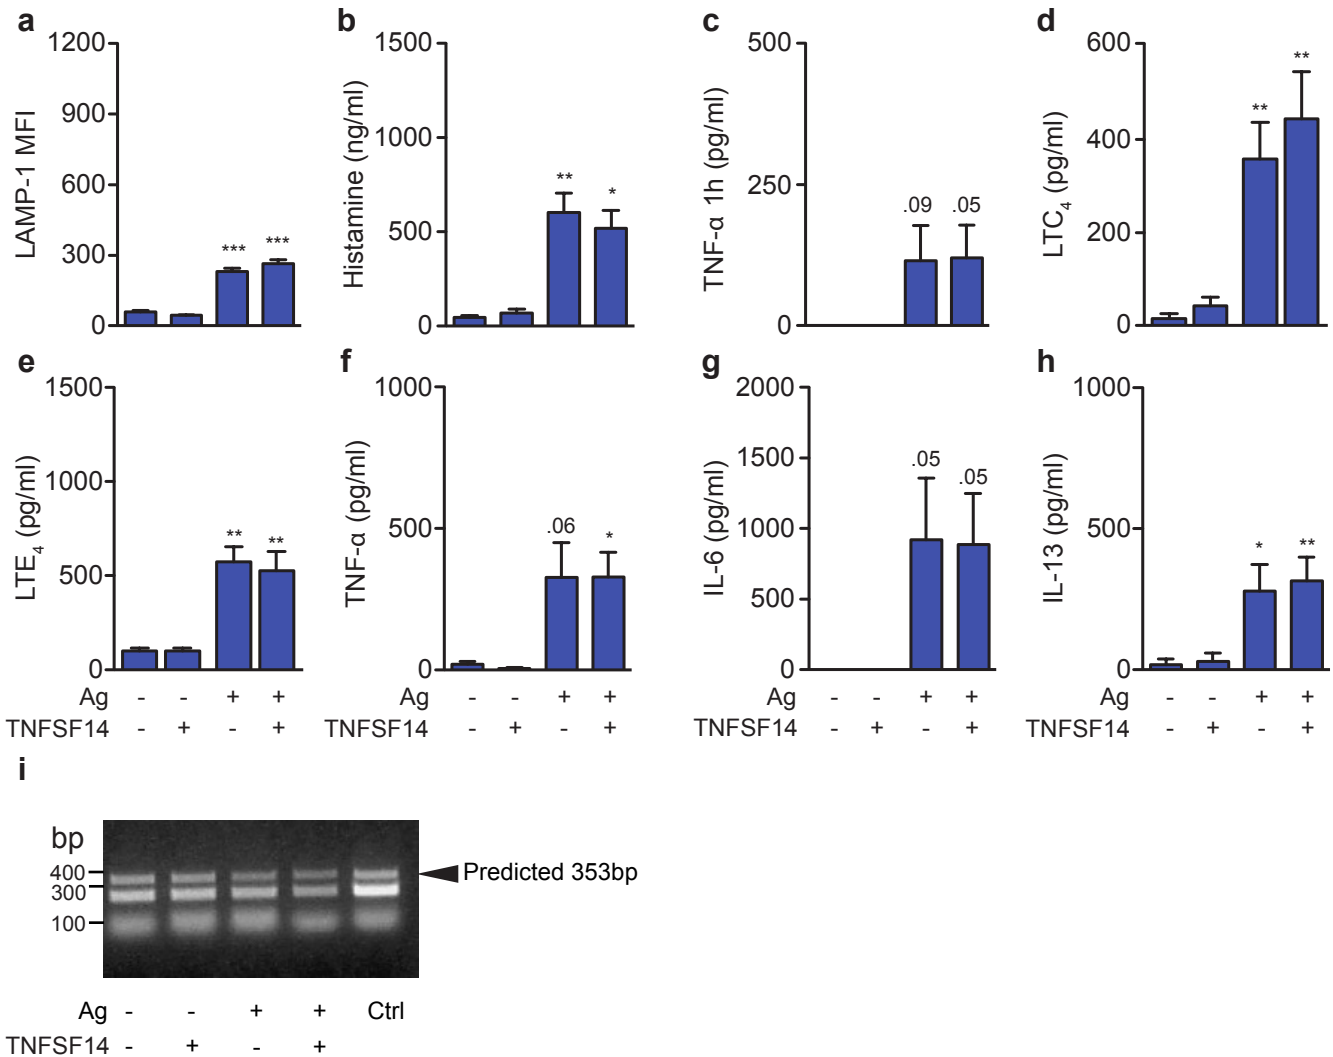 a
1200
900
600
300
0
LAMP-1 MFI
***
***
b
1500
1000
500
0
Histamine (ng/ml)
**
*
c
500
250
0
TNF-α 1h (pg/ml)
.09
.05
d
600
400
200
0
LTC4 (pg/ml)
**
**
e
1500
1000
500
0
LTE4 (pg/ml)
**
**
Ag - - + +
TNFSF14 - + - +
f
1000
500
0
TNF-α (pg/ml)
.06
*
Ag - - + +
TNFSF14 - + - +
g
2000
1500
1000
500
0
IL-6 (pg/ml)
.05
.05
Ag - - + +
TNFSF14 - + - +
h
1000
500
0
IL-13 (pg/ml)
*
**
Ag - - + +
TNFSF14 - + - +
i
bp
400
300
100
Predicted 353bp
Ag - - + + Ctrl
TNFSF14 - + - +